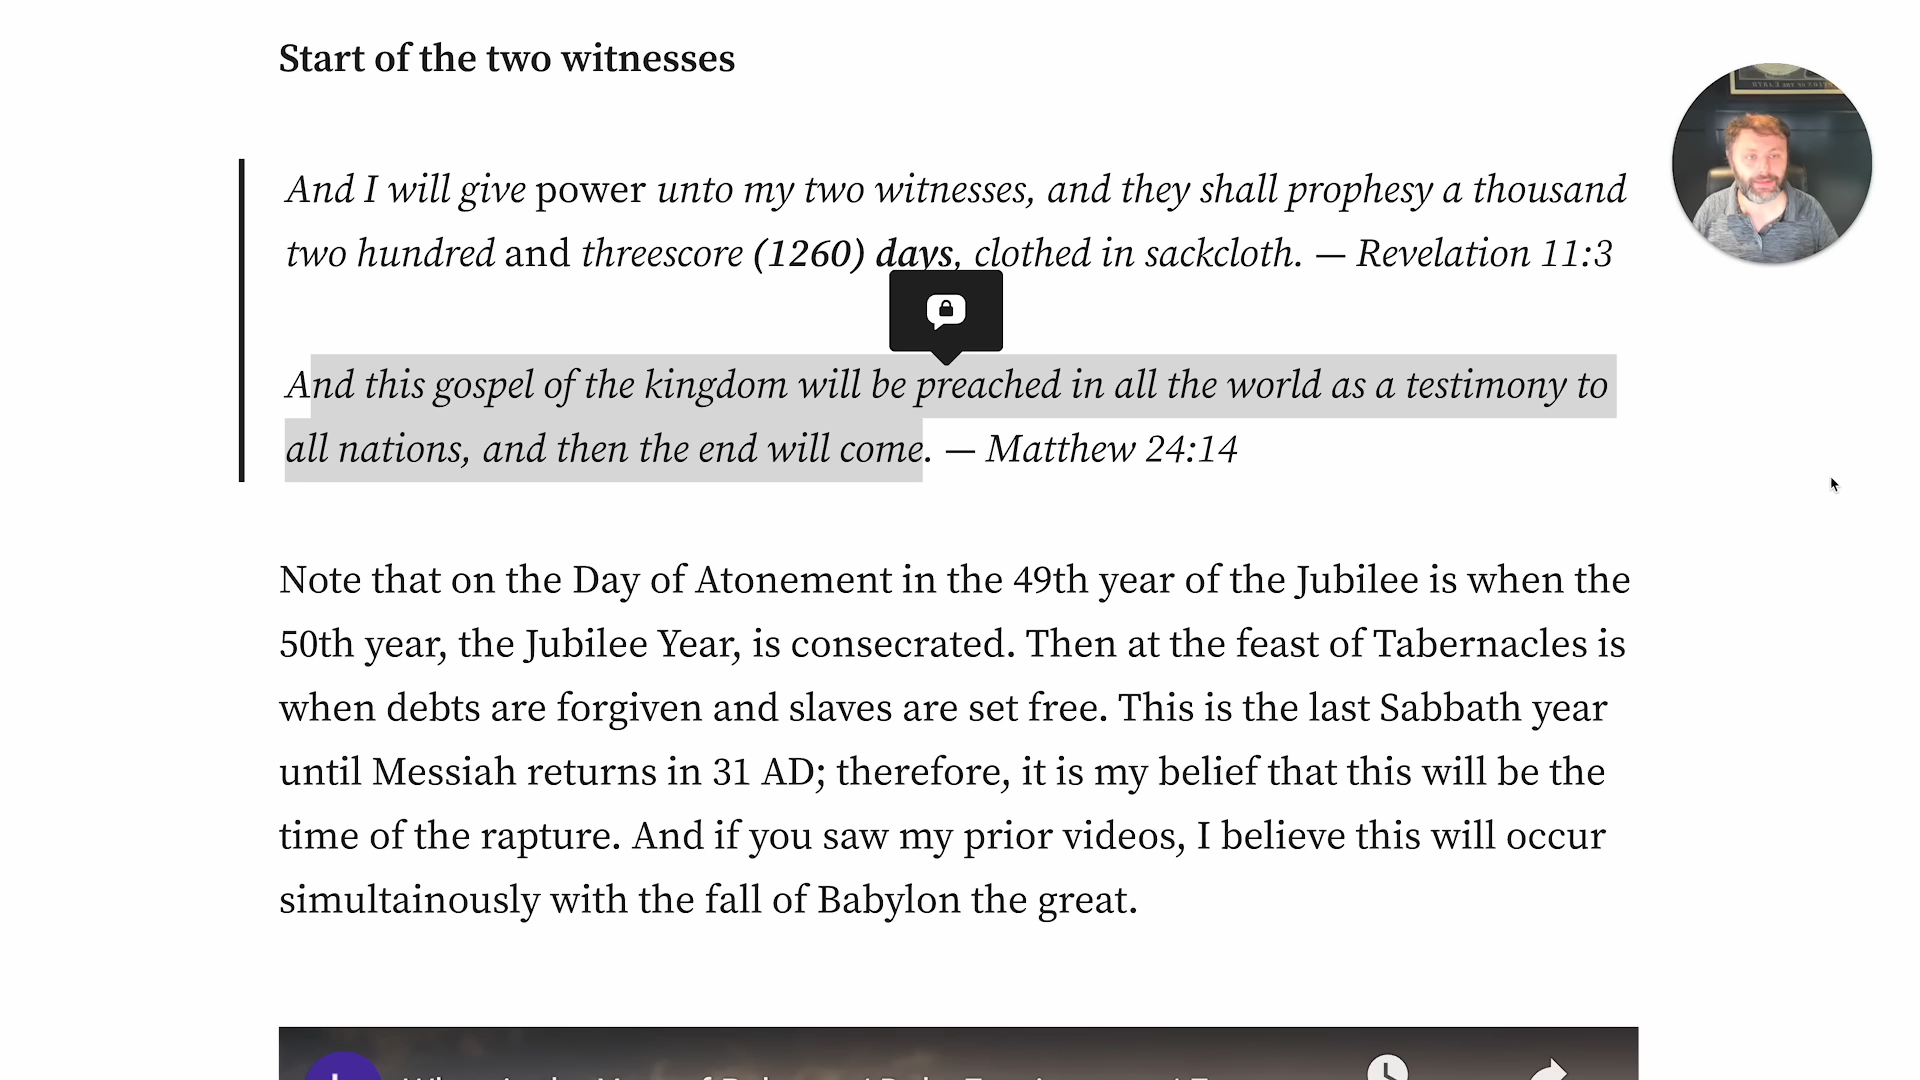 Start of the two witnesses
And I will give power unto my two witnesses, and they shall prophesy a thousand
two hundred and threescore (1260) days, clothed in sackcloth. — Revelation 11:3
And this gospel of the kingdom will be preached in all the world as a testimony to
all nations, and then the end will come. — Matthew 24:14
Note that on the Day of Atonement in the 49th year of the Jubilee is when the
50th year, the Jubilee Year, is consecrated. Then at the feast of Tabernacles is
when debts are forgiven and slaves are set free. This is the last Sabbath year
until Messiah returns in 31 AD; therefore, it is my belief that this will be the
time of the rapture. And if you saw my prior videos, I believe this will occur
simultainously with the fall of Babylon the great.